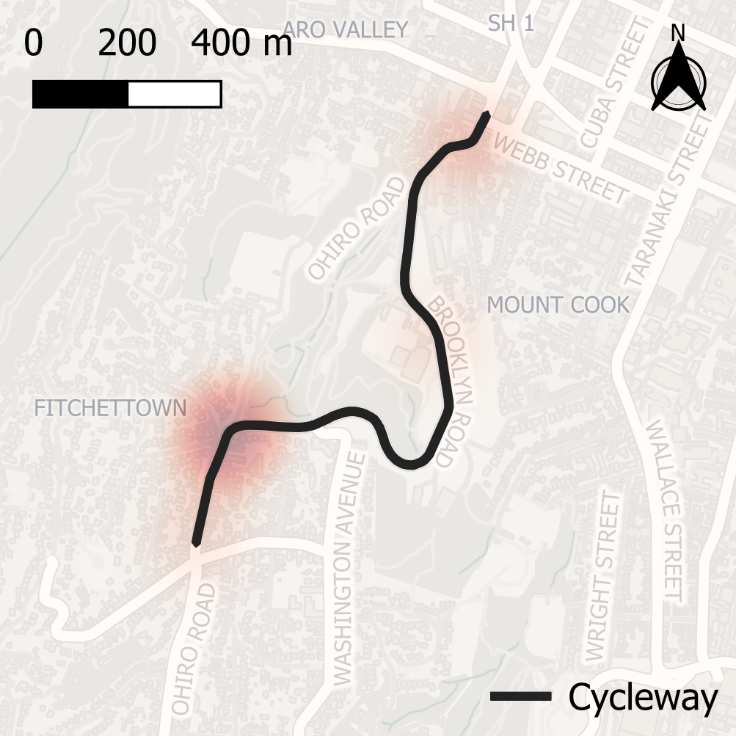 0 200 400 m
ARO VALLEY
SH 1
N
CUBA STREET
WEBB STREET
TARANAKI STREET
OHIRO ROAD
MOUNT COOK
BROOKLYN ROAD
FITCHETTOWN
WALLACE STREET
WASHINGTON AVENUE
WRIGHT STREET
OHIRO ROAD
Cycleway